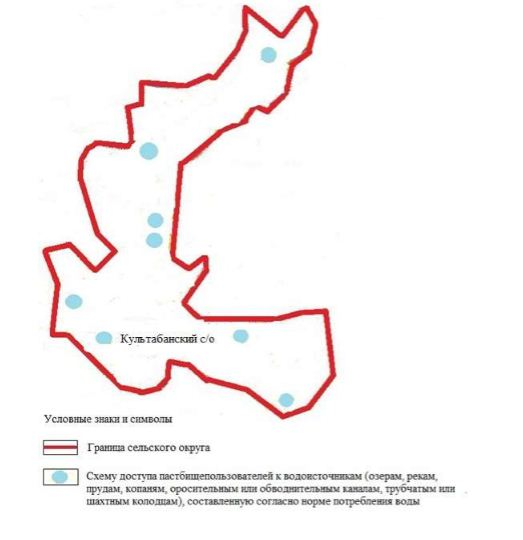 Культабанский с/о
Условные знаки и символы
Граница сельского округа
Схему доступа пастбищепользователей к водоисточникам (озерам, рекам,
прудам, копаням, оросительным или обводнительным каналам, трубчатым или
шахтным колодцам), составленную согласно норме потребления воды